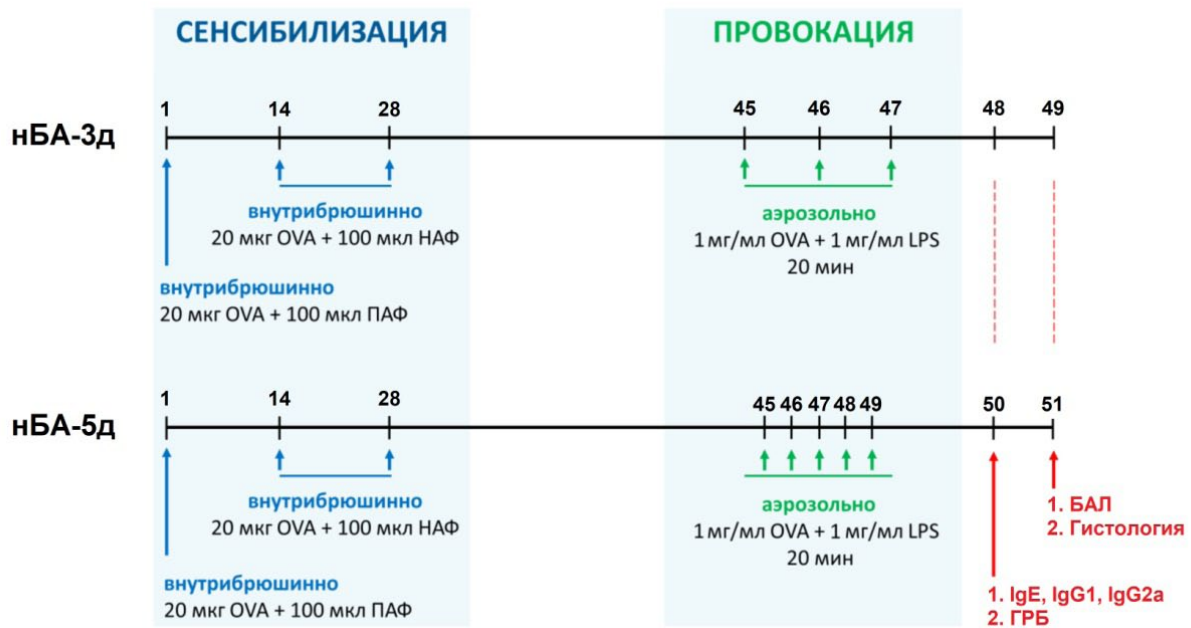 СЕНСИБИЛИЗАЦИЯ
ПРОВОКАЦИЯ
нБА-3д
1 14 28 45 46 47 48 49
внутрибрюшинно
20 мкг OVA + 100 мкл НАФ
аэрозольно
1 мг/мл OVA + 1 мг/мл LPS
20 мин
внутрибрюшинно
20 мкг OVA + 100 мкл ПАФ
нБА-5д
1 14 28 45 46 47 48 49 50 51
внутрибрюшинно
20 мкг OVA + 100 мкл НАФ
аэрозольно
1 мг/мл OVA + 1 мг/мл LPS
20 мин
1. БАЛ
2. Гистология
внутрибрюшинно
20 мкг OVA + 100 мкл ПАФ
1. IgE, IgG1, IgG2a
2. ГРБ